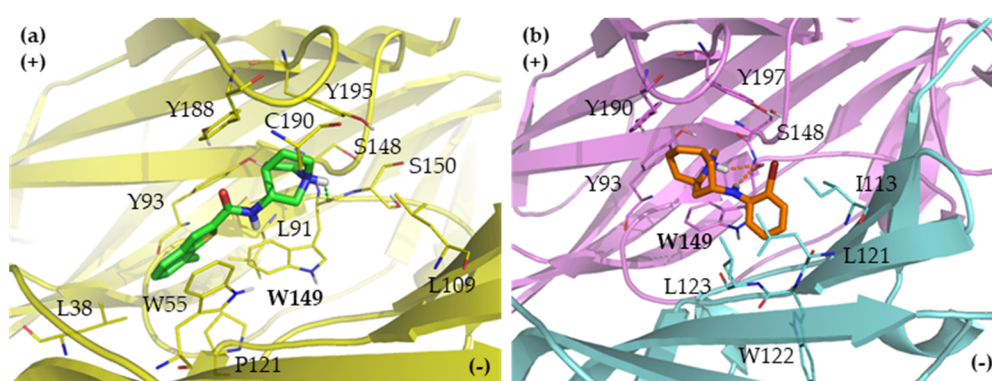 (a)
(+)
Y188
Y195
C190
S148
S150
Y93
L91
W55
W149
L38
L109
P121
(-)
(b)
(+)
Y190
Y197
S148
Y93
I113
W149
L121
L123
W122
(-)